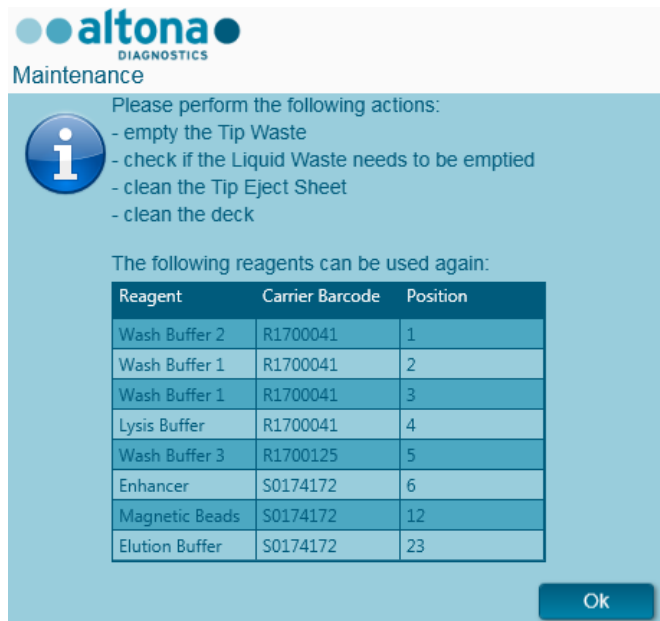 altona
DIAGNOSTICS
Maintenance
Please perform the following actions:
- empty the Tip Waste
- check if the Liquid Waste needs to be emptied
- clean the Tip Eject Sheet
- clean the deck
The following reagents can be used again:
Reagent Carrier Barcode Position
Wash Buffer 2 R1700041 1
Wash Buffer 1 R1700041 2
Wash Buffer 1 R1700041 3
Lysis Buffer R1700041 4
Wash Buffer 3 R1700125 5
Enhancer S0174172 6
Magnetic Beads S0174172 12
Elution Buffer S0174172 23
Ok